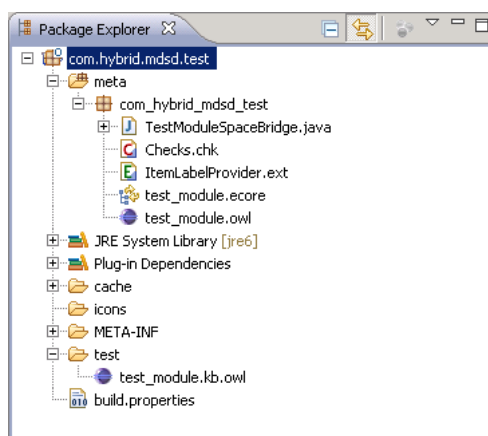 Package Explorer
com.hybrid.mdsd.test
meta
com_hybrid_mdsd_test
TestModuleSpaceBridge.java
Checks.chk
ItemLabelProvider.ext
test_module.ecore
test_module.owl
JRE System Library [jre6]
Plug-in Dependencies
cache
icons
META-INF
test
test_module.kb.owl
build.properties